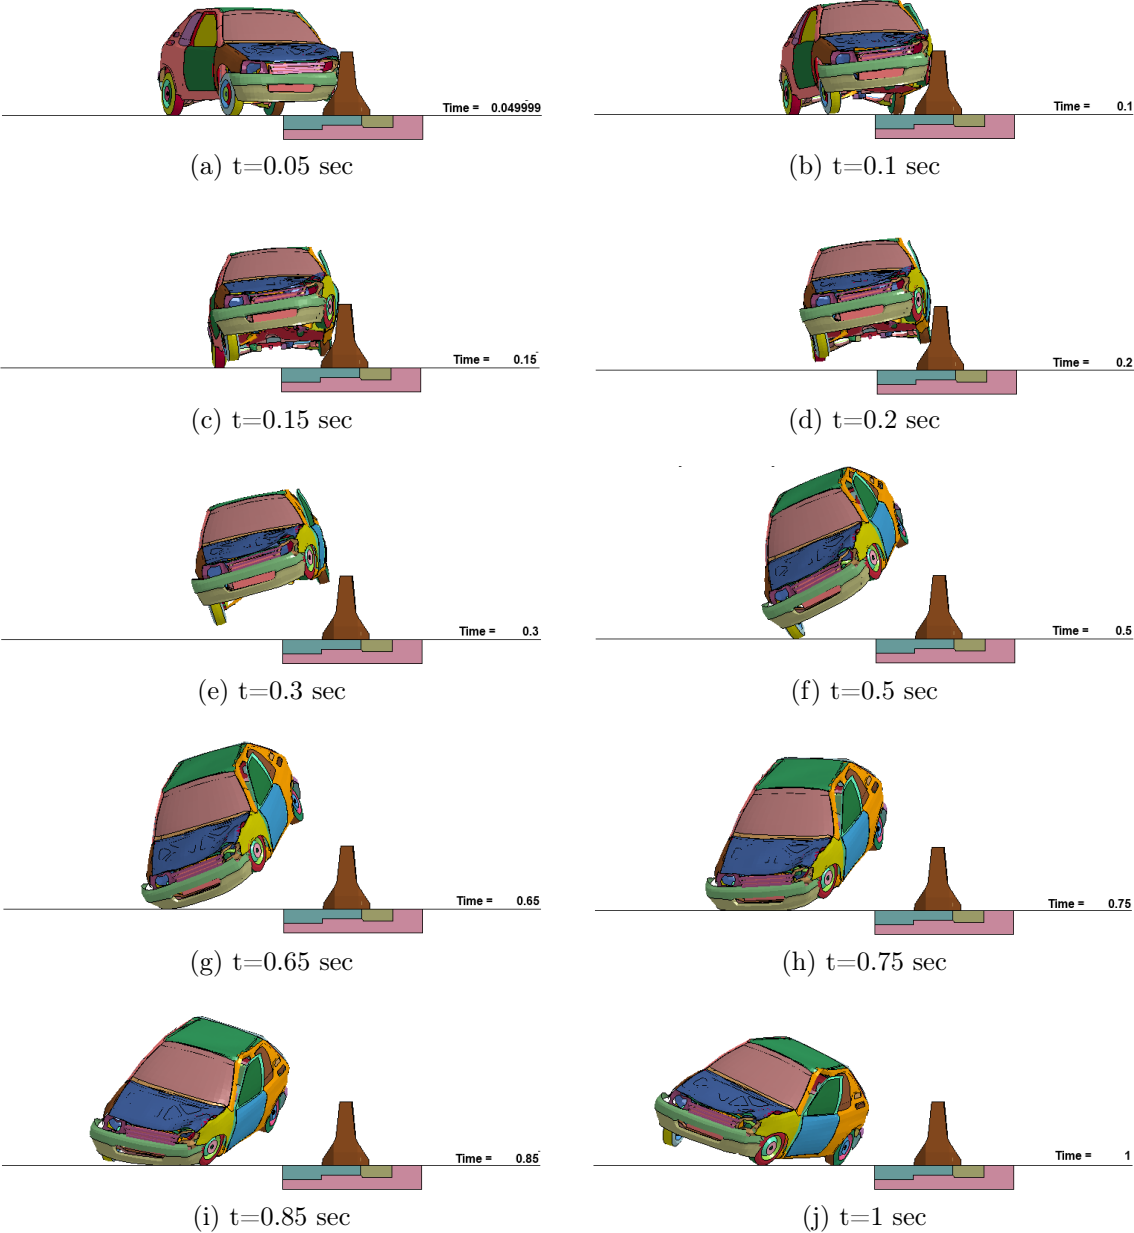 Time = 0.049999
Time = 0.1
(a) t=0.05 sec
(b) t=0.1 sec
Time = 0.15
Time = 0.2
(c) t=0.15 sec
(d) t=0.2 sec
Time = 0.3
Time = 0.5
(e) t=0.3 sec
(f) t=0.5 sec
Time = 0.65
Time = 0.75
(g) t=0.65 sec
(h) t=0.75 sec
Time = 0.85
Time = 1
(i) t=0.85 sec
(j) t=1 sec